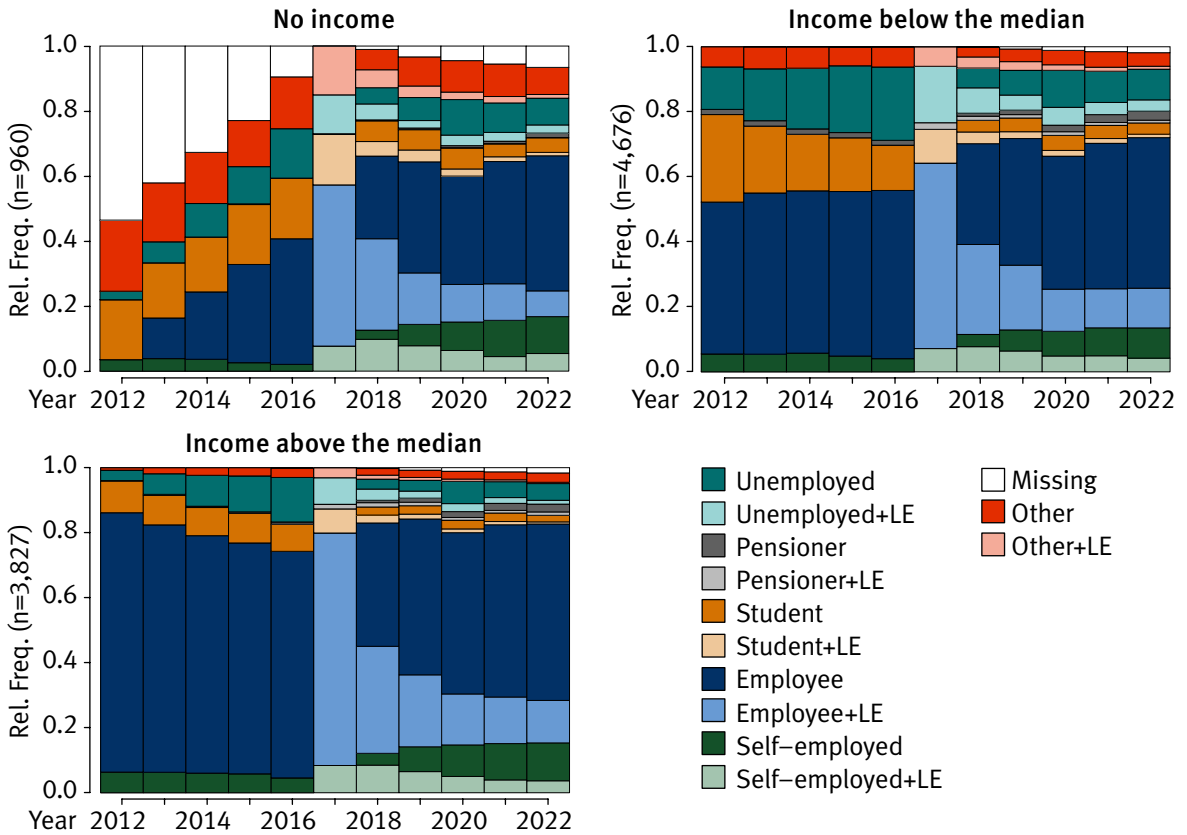 No income
Rel. Freq. (n=960)
1.0
0.8
0.6
0.4
0.2
0.0
Year 2012 2014 2016 2018 2020 2022
Income below the median
Rel. Freq. (n=4,676)
1.0
0.8
0.6
0.4
0.2
0.0
Year 2012 2014 2016 2018 2020 2022
Income above the median
Rel. Freq. (n=3,827)
1.0
0.8
0.6
0.4
0.2
0.0
Year 2012 2014 2016 2018 2020 2022
Unemployed
Unemployed+LE
Pensioner
Pensioner+LE
Student
Student+LE
Employee
Employee+LE
Self−employed
Self−employed+LE
Missing
Other
Other+LE